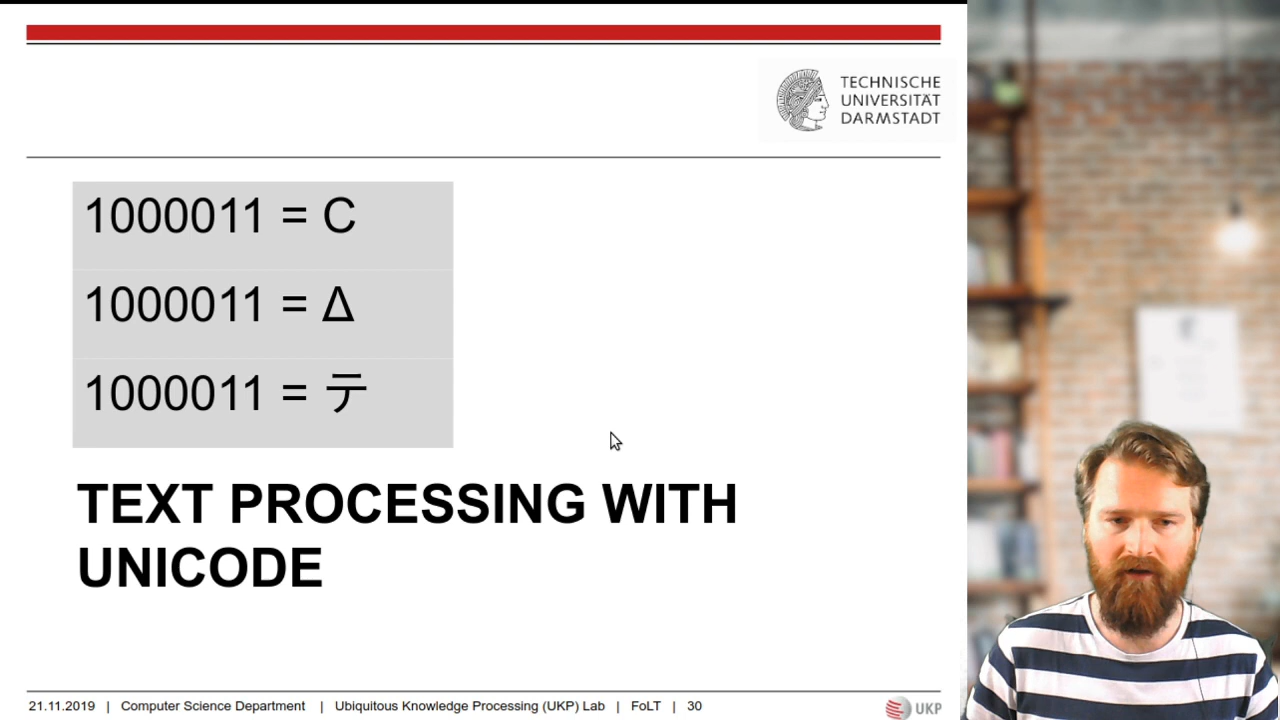 TECHNISCHE
UNIVERSITÄT
DARMSTADT
1000011 = C
1000011 = Δ
1000011 = テ
TEXT PROCESSING WITH
UNICODE
21.11.2019 | Computer Science Department | Ubiquitous Knowledge Processing (UKP) Lab | FoLT | 30
UKP